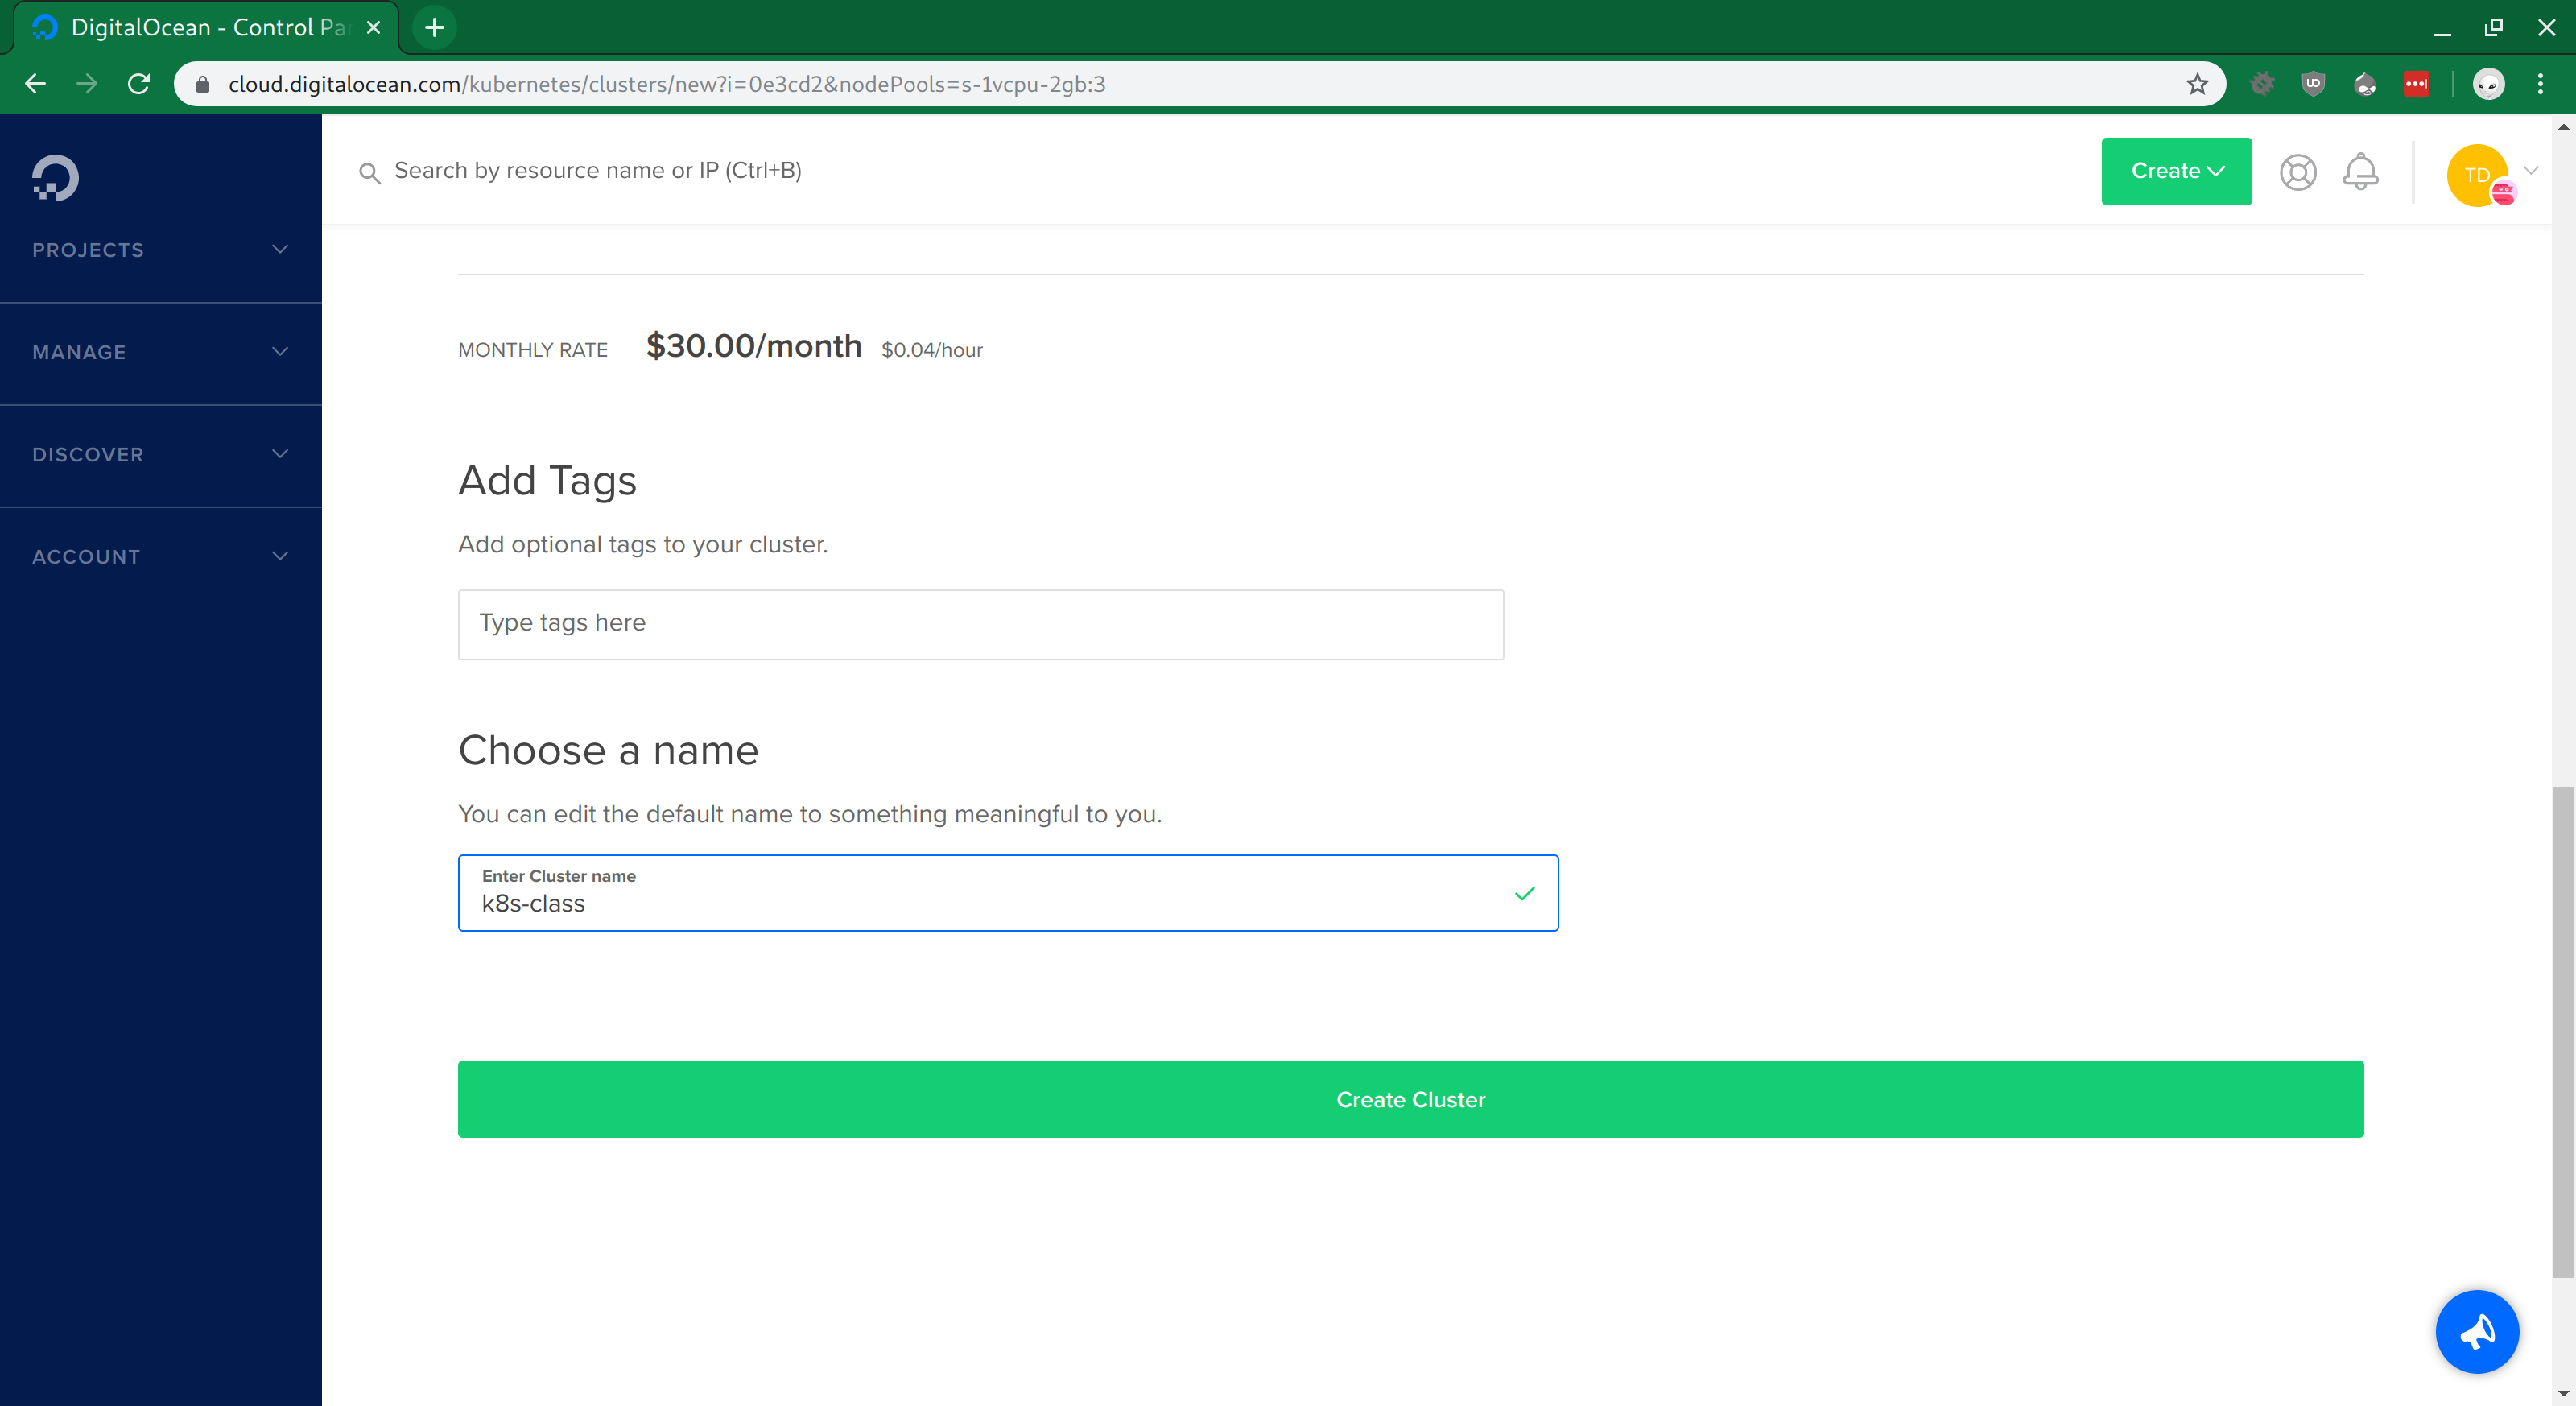 DigitalOcean - Control Pa
cloud.digitalocean.com/kubernetes/clusters/new?i=0e3cd2&nodePools=s-1vcpu-2gb:3
Search by resource name or IP (Ctrl+B)
Create
TD
PROJECTS
MANAGE
DISCOVER
ACCOUNT
MONTHLY RATE $30.00/month $0.04/hour
Add Tags
Add optional tags to your cluster.
Type tags here
Choose a name
You can edit the default name to something meaningful to you.
Enter Cluster name
k8s-class
Create Cluster